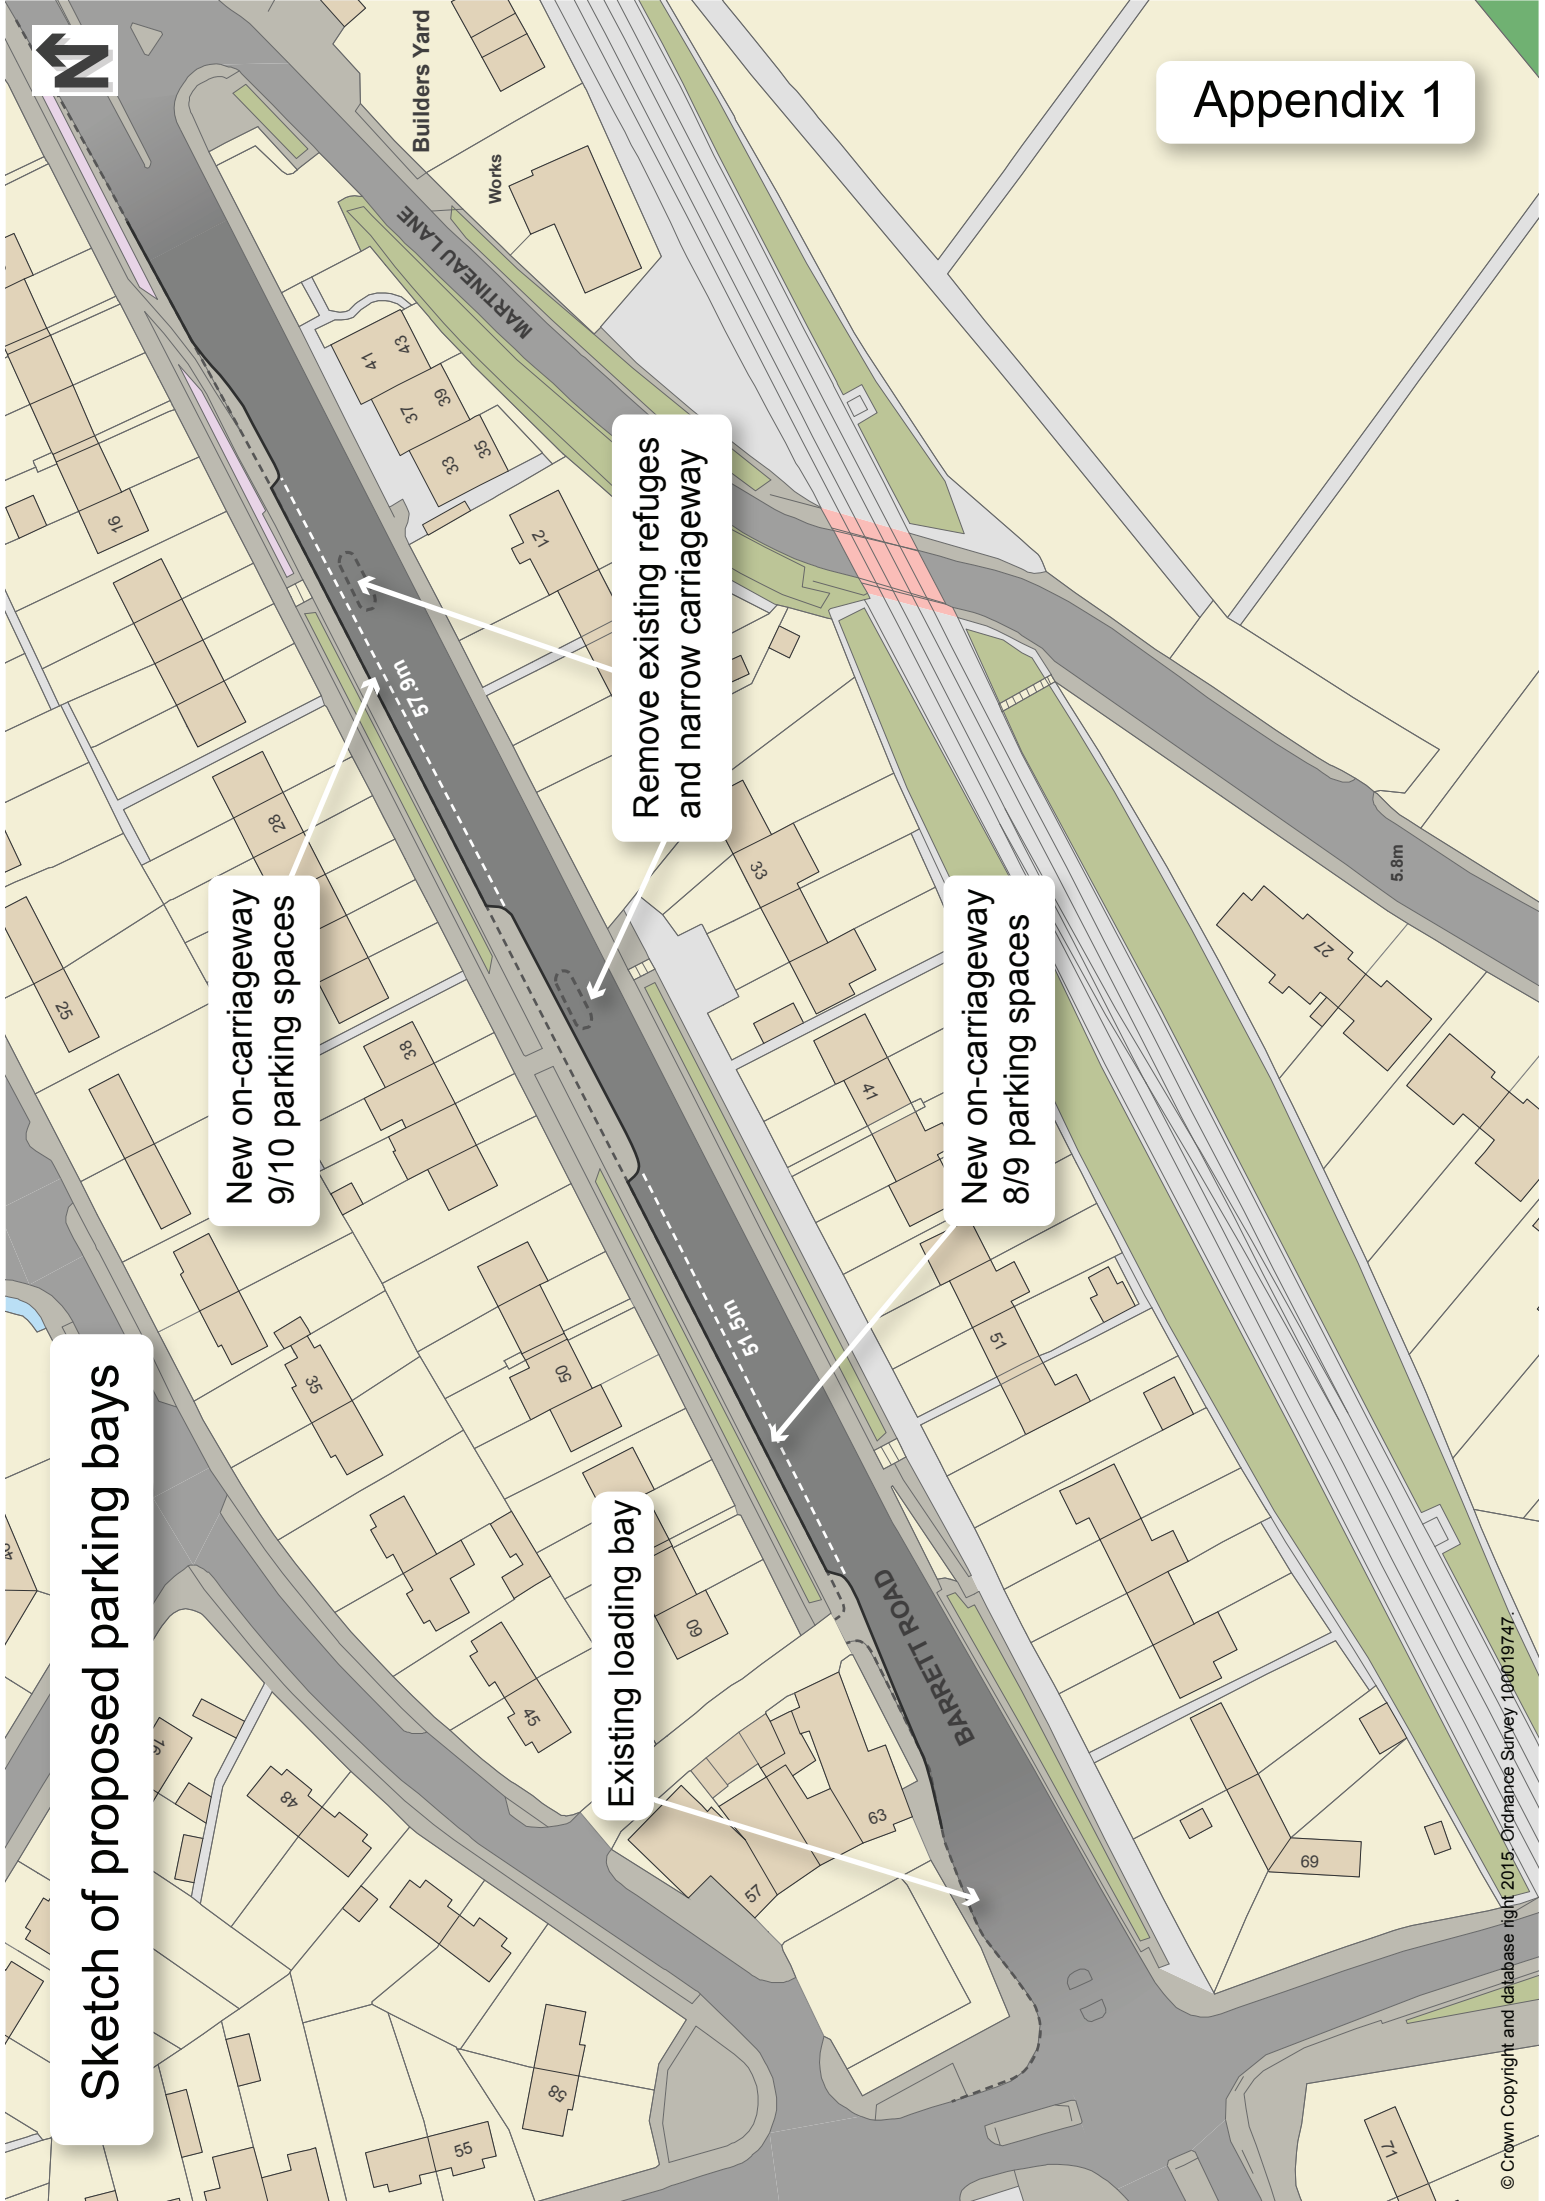 Sketch of proposed parking bays
Appendix 1
N
New on-carriageway
9/10 parking spaces
Remove existing refuges
and narrow carriageway
New on-carriageway
8/9 parking spaces
Existing loading bay
57.9m
51.5m
BARRETT ROAD
MARTINEAU LANE
Builders Yard
Works
5.8m
16
28
25
38
35
50
60
45
48
57
63
58
55
41
43
37
39
33
35
21
33
41
51
69
27
71
© Crown Copyright and database right 2015. Ordnance Survey 100019747.